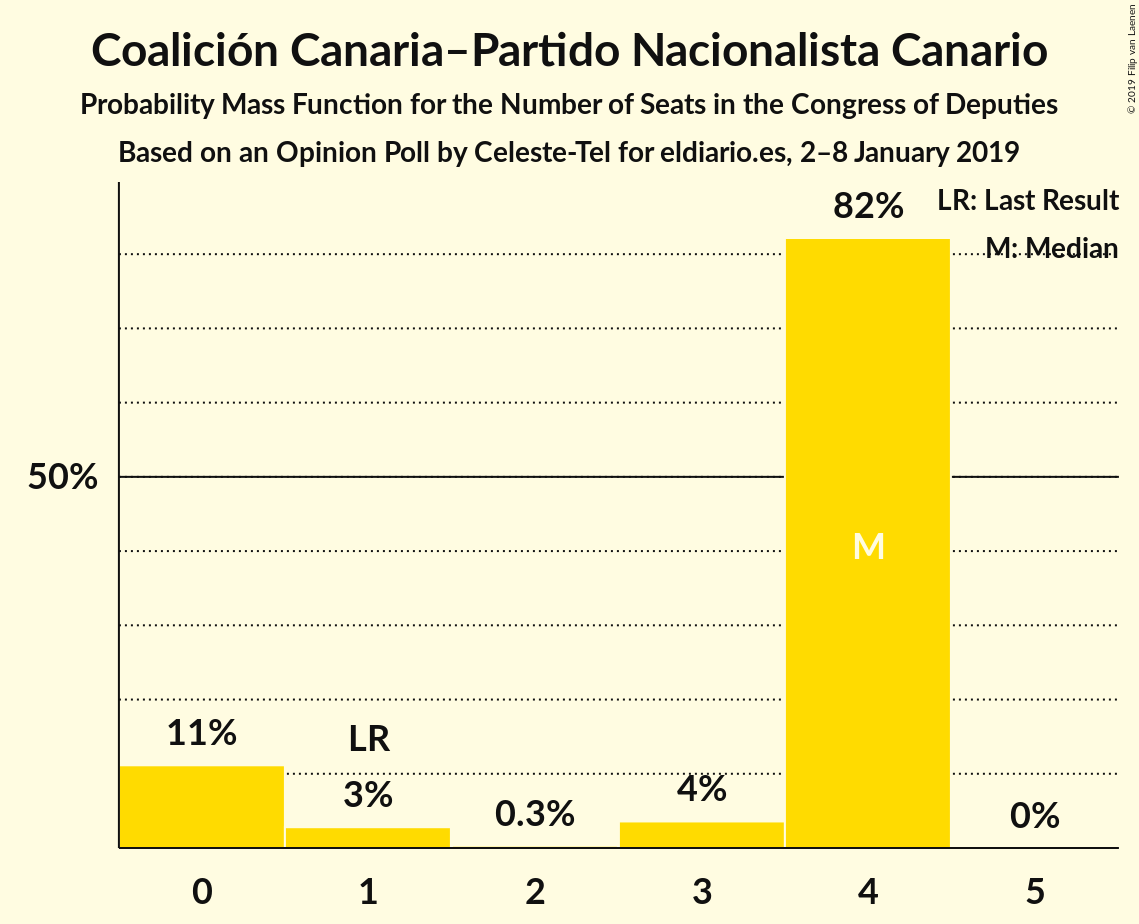 Coalición Canaria–Partido Nacionalista Canario
Probability Mass Function for the Number of Seats in the Congress of Deputies
Based on an Opinion Poll by Celeste-Tel for eldiario.es, 2–8 January 2019
© 2019 Filip van Laenen
LR: Last Result
M: Median
82%
50%
M
11%
LR
3%
0.3%
4%
0%
0 1 2 3 4 5